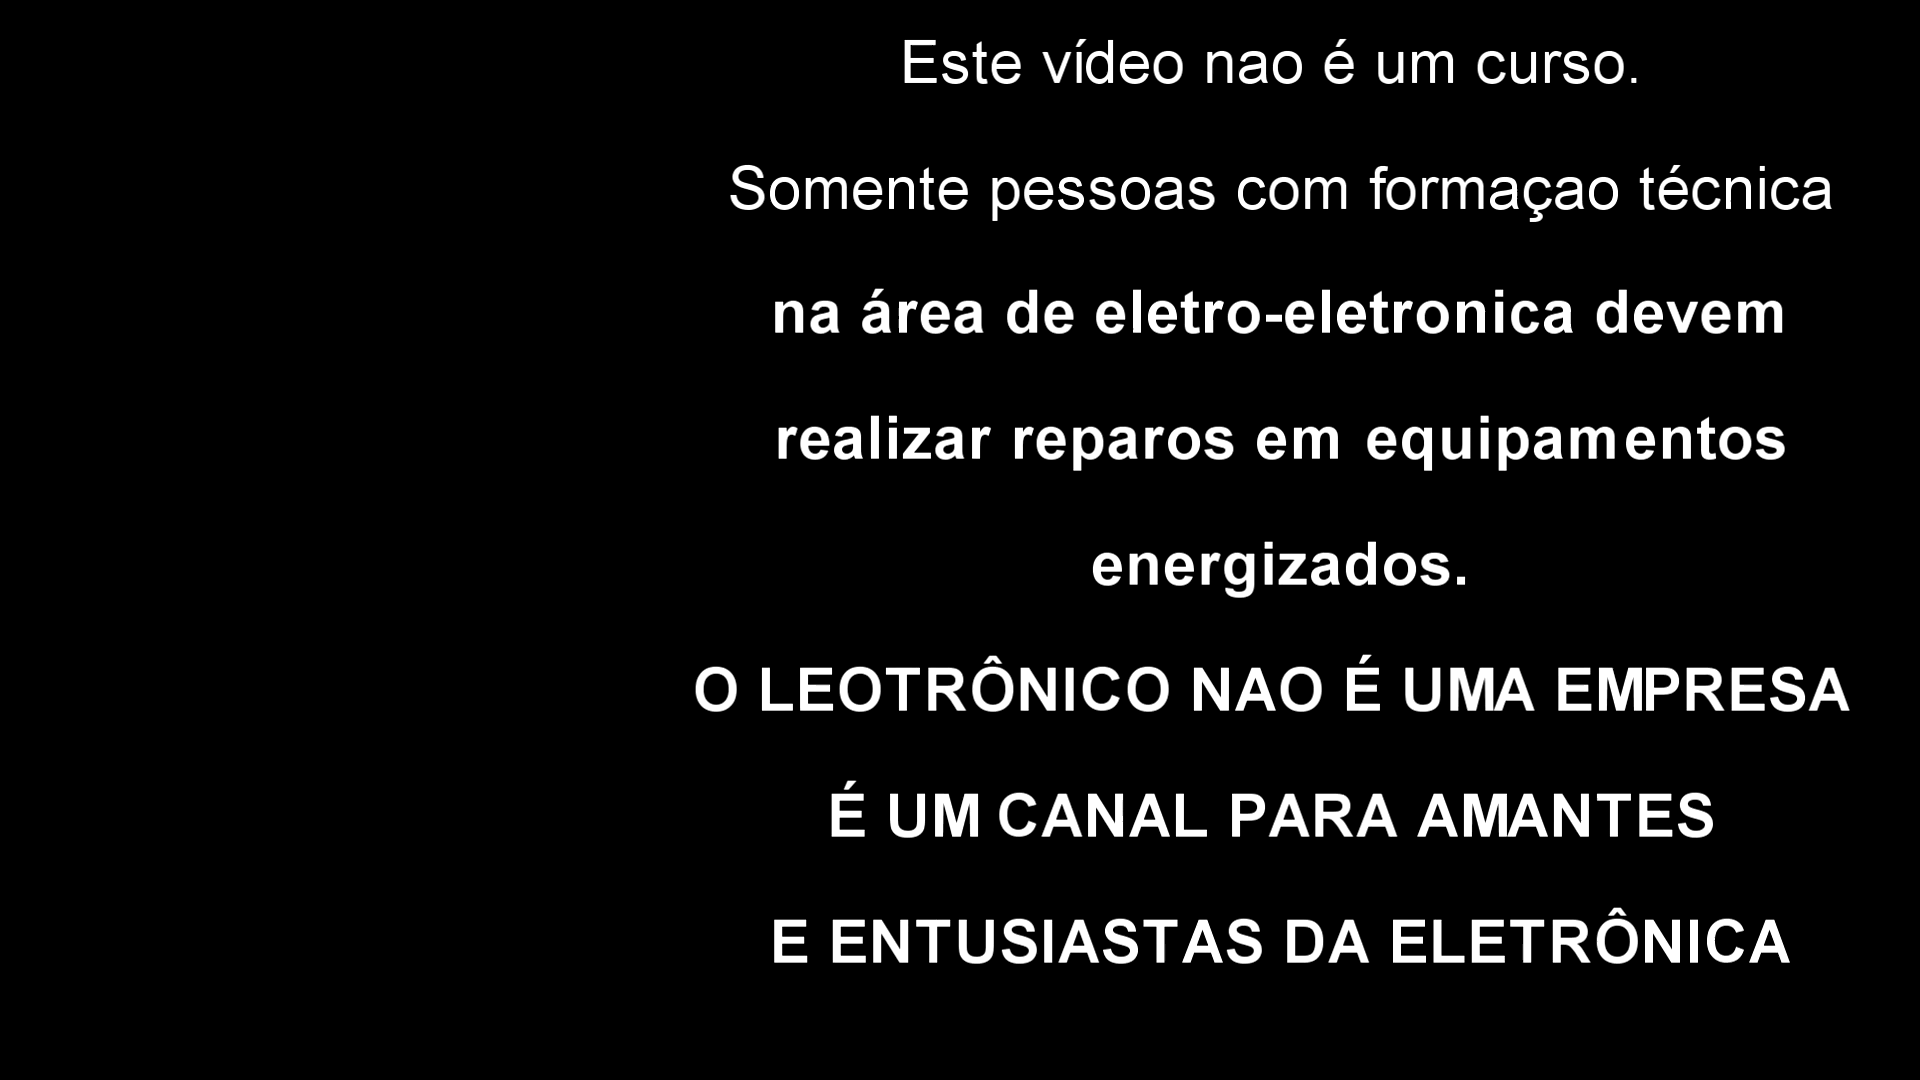 Este vídeo nao é um curso.
Somente pessoas com formaçao técnica
na área de eletro-eletronica devem
realizar reparos em equipamentos
energizados.
O LEOTRÔNICO NAO É UMA EMPRESA
É UM CANAL PARA AMANTES
E ENTUSIASTAS DA ELETRÔNICA